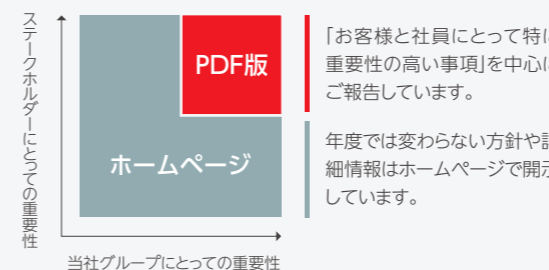 ステークホルダーにとっての重要性
PDF版
ホームページ
当社グループにとっての重要性
「お客様と社員にとって特に
重要性の高い事項」を中心に
ご報告しています。
年度では変わらない方針や詳
細情報はホームページで開示
しています。